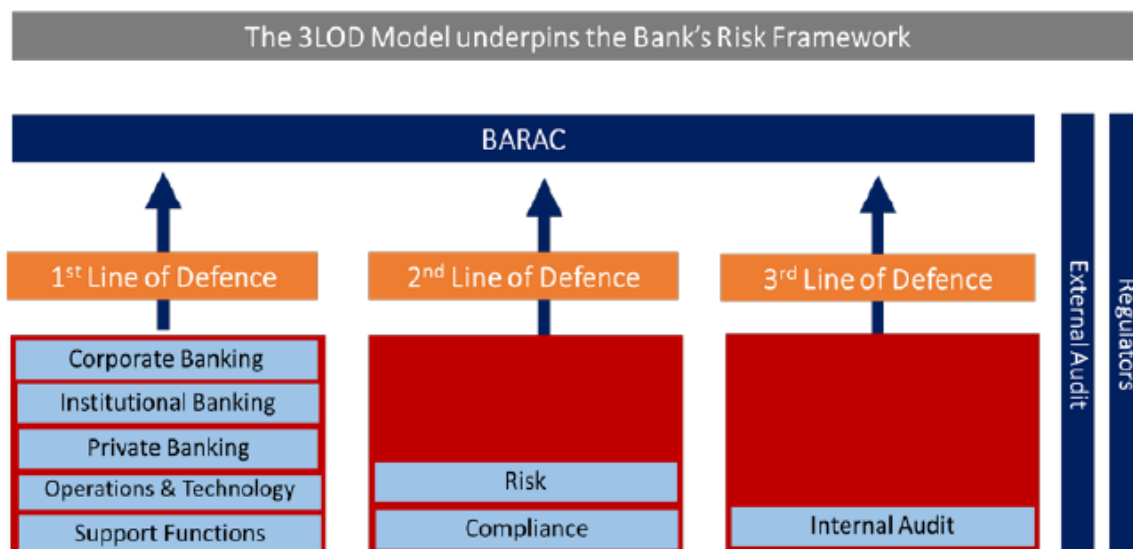 The 3LOD Model underpins the Bank's Risk Framework
BARAC
1st Line of Defence
2nd Line of Defence
3rd Line of Defence
Corporate Banking
Institutional Banking
Private Banking
Operations & Technology
Support Functions
Risk
Compliance
Internal Audit
External Audit
Regulators